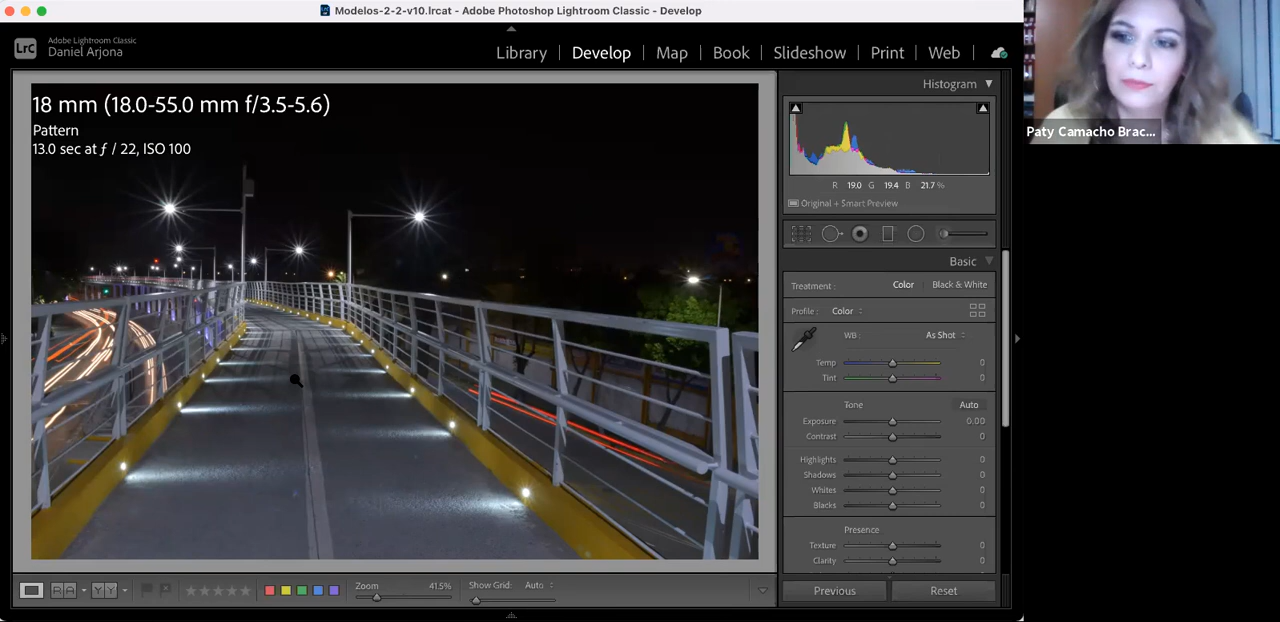 Modelos-2-2-v10.lrcat - Adobe Photoshop Lightroom Classic - Develop
LrC
Adobe Lightroom Classic
Daniel Arjona
Library
Develop
Map
Book
Slideshow
Print
Web
18 mm (18.0-55.0 mm f/3.5-5.6)
Pattern
13.0 sec at ƒ / 22, ISO 100
Histogram
R 19.0 G 19.4 B 21.7 %
Original + Smart Preview
Basic
Treatment : Color Black & White
Profile : Color
WB : As Shot
Temp 0
Tint 0
Tone Auto
Exposure 0.00
Contrast 0
Highlights 0
Shadows 0
Whites 0
Blacks 0
Presence
Texture 0
Clarity 0
Zoom 41.5% Show Grid: Auto
Previous Reset
Paty Camacho Brac...